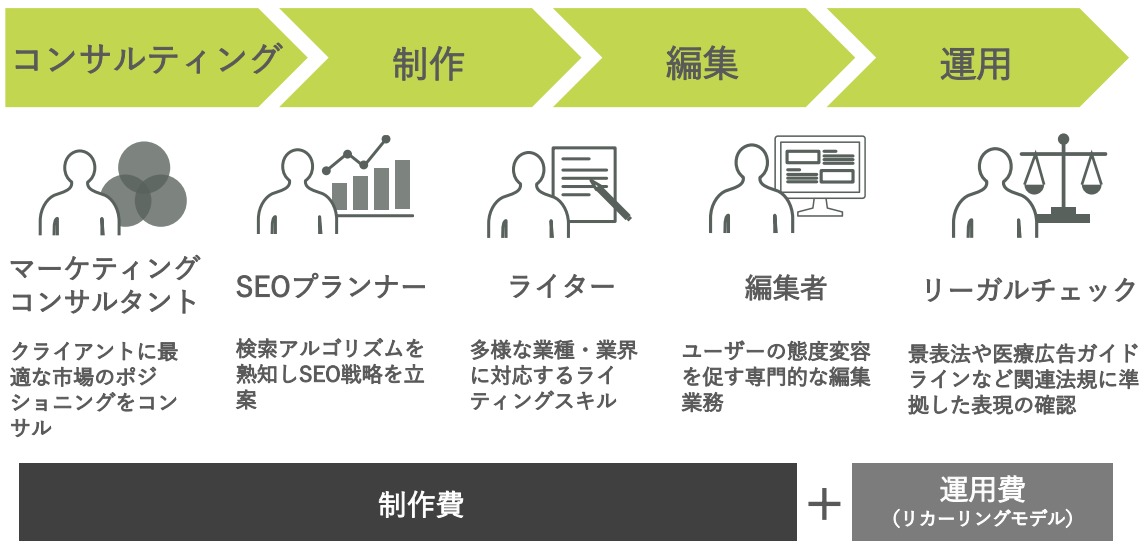 コンサルティング
制作
編集
運用
マーケティング
コンサルタント
SEOプランナー
ライター
編集者
リーガルチェック
クライアントに最
適な市場のポジ
ショニングをコン
サル
検索アルゴリズムを
熟知しSEO戦略を立
案
多様な業種・業界
に対応するライ
ティングスキル
ユーザーの態度変容
を促す専門的な編集
業務
景表法や医療広告ガイド
ラインなど関連法規に準
拠した表現の確認
制作費
+
運用費
(リカーリングモデル)